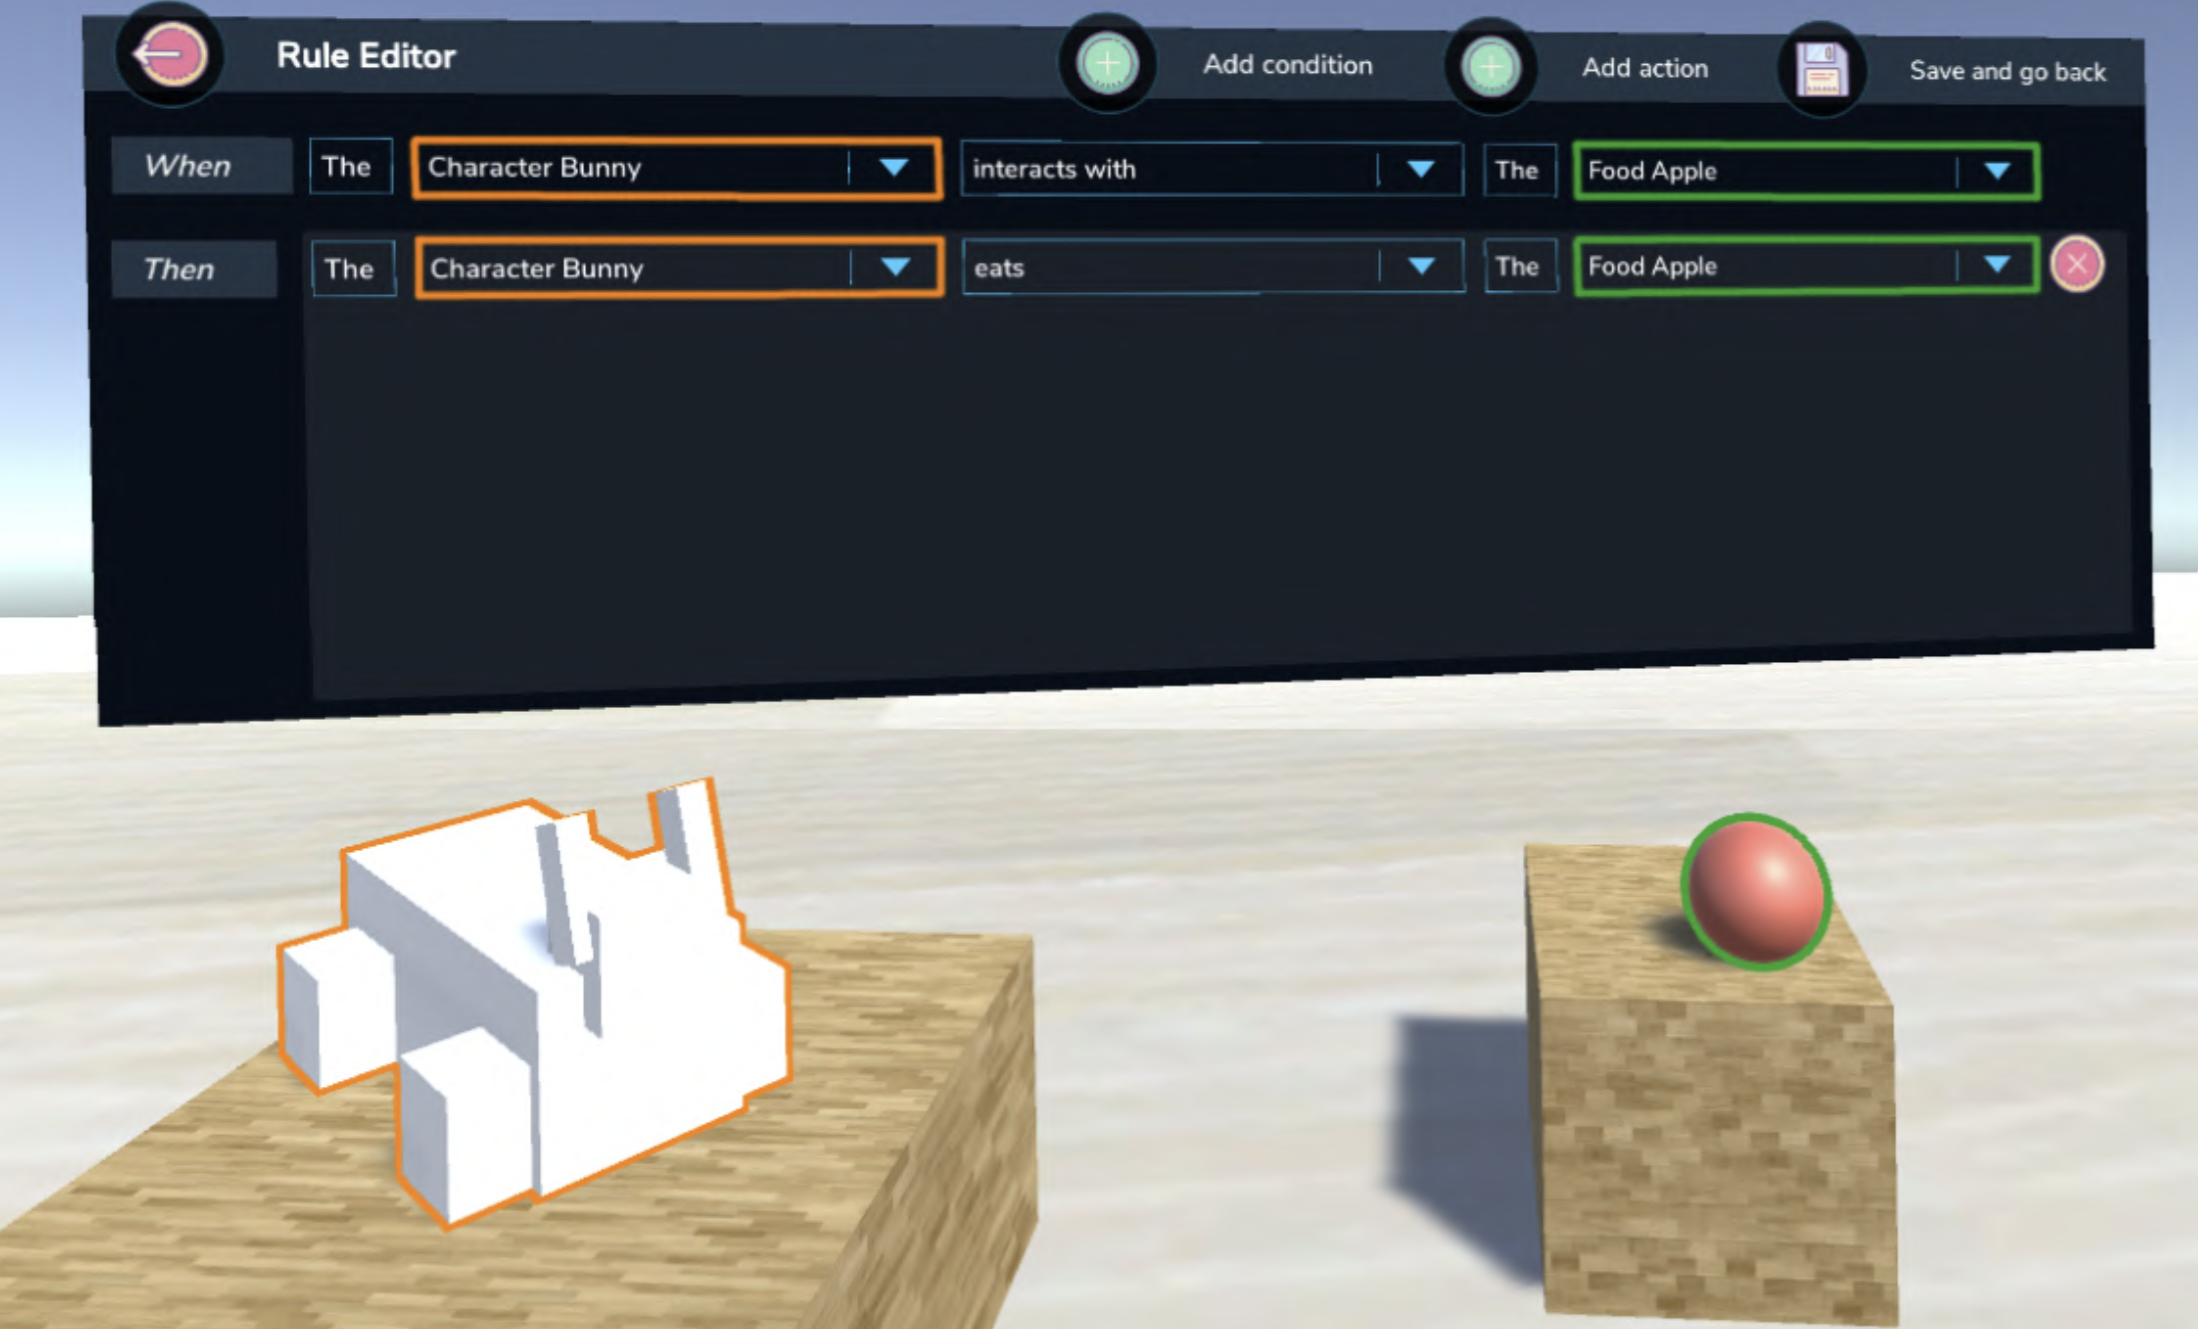 Rule Editor Add condition Add action Save and go back
When The Character Bunny interacts with The Food Apple
Then The Character Bunny eats The Food Apple